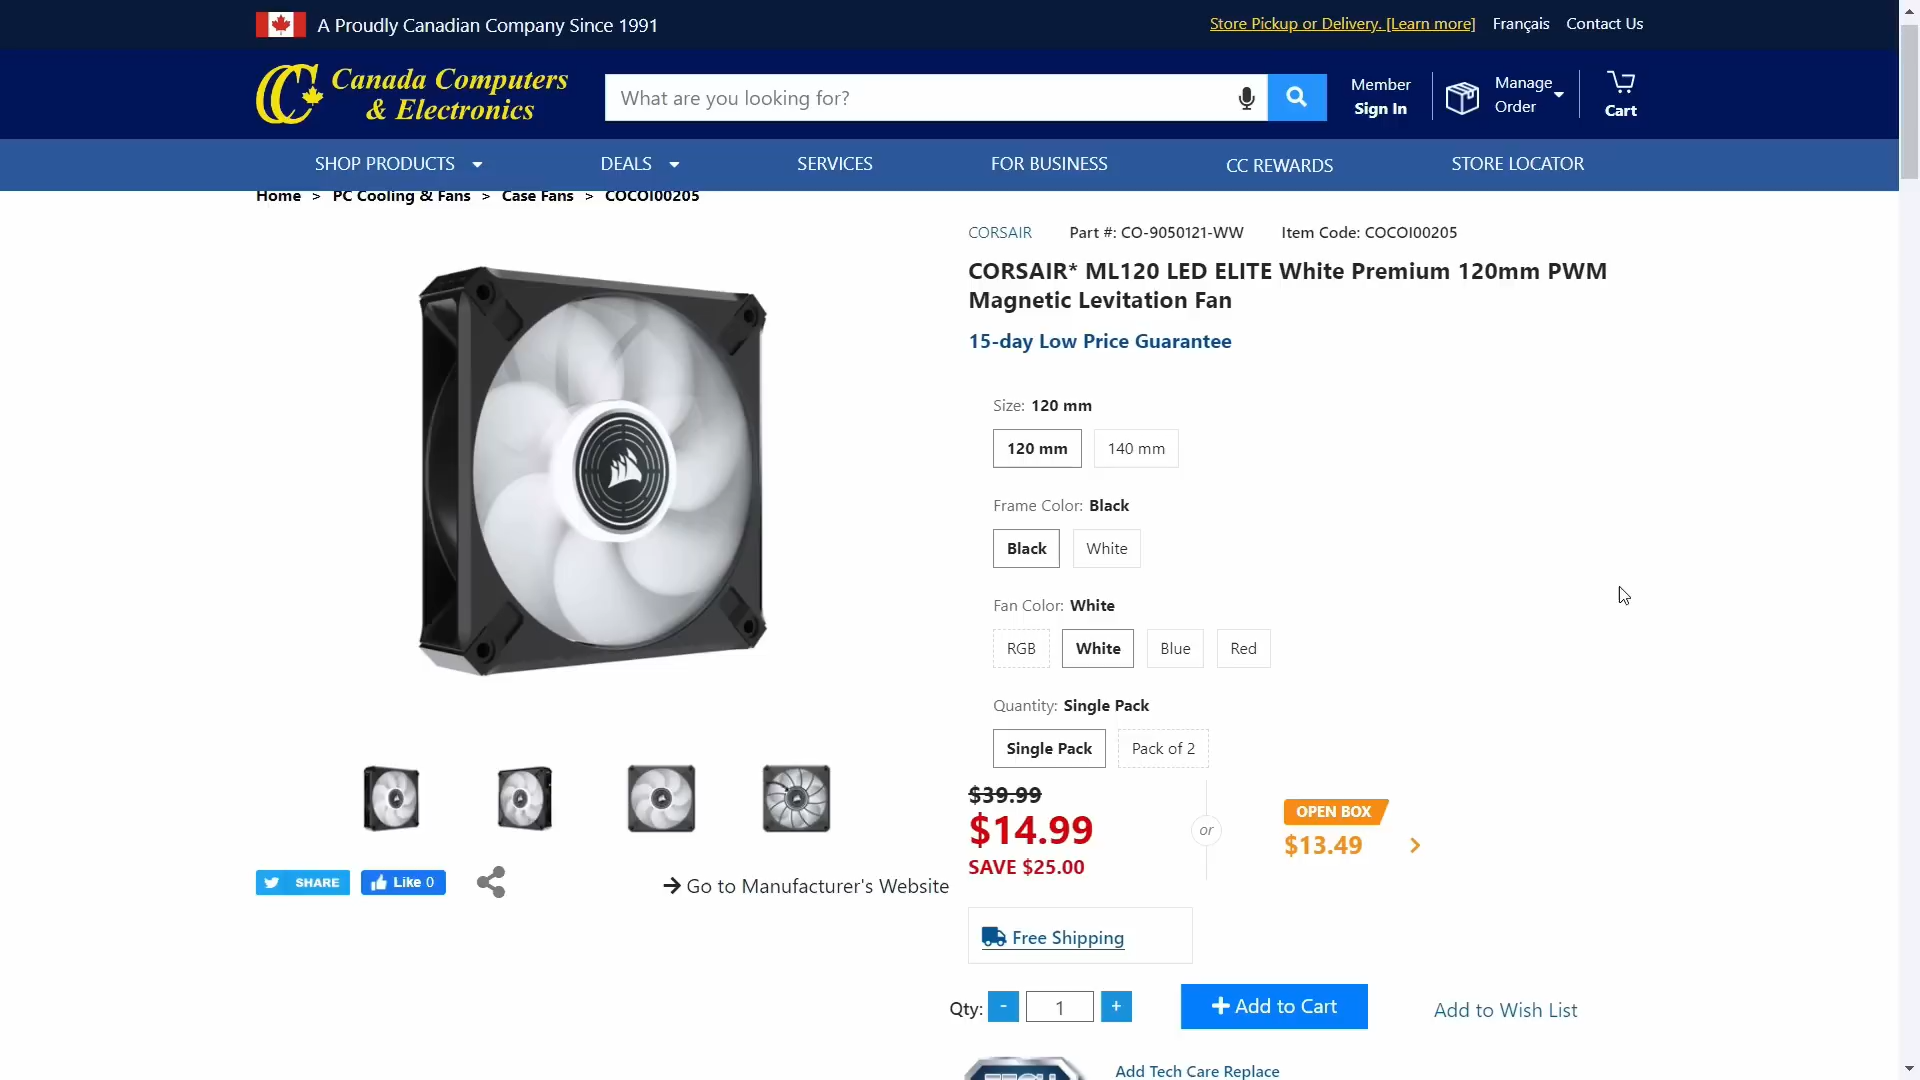 A Proudly Canadian Company Since 1991
Store Pickup or Delivery. [Learn more]
Français
Contact Us
Canada Computers
& Electronics
What are you looking for?
Member
Sign In
Manage
Order
Cart
SHOP PRODUCTS
DEALS
SERVICES
FOR BUSINESS
CC REWARDS
STORE LOCATOR
Home > PC Cooling & Fans > Case Fans > COCOI00205
CORSAIR
Part #: CO-9050121-WW
Item Code: COCOI00205
CORSAIR* ML120 LED ELITE White Premium 120mm PWM
Magnetic Levitation Fan
15-day Low Price Guarantee
Size: 120 mm
120 mm
140 mm
Frame Color: Black
Black
White
Fan Color: White
RGB
White
Blue
Red
Quantity: Single Pack
Single Pack
Pack of 2
$39.99
$14.99
SAVE $25.00
or
OPEN BOX
$13.49 >
SHARE
Like 0
→ Go to Manufacturer's Website
Free Shipping
Qty: - 1 +
+ Add to Cart
Add to Wish List
Add Tech Care Replace